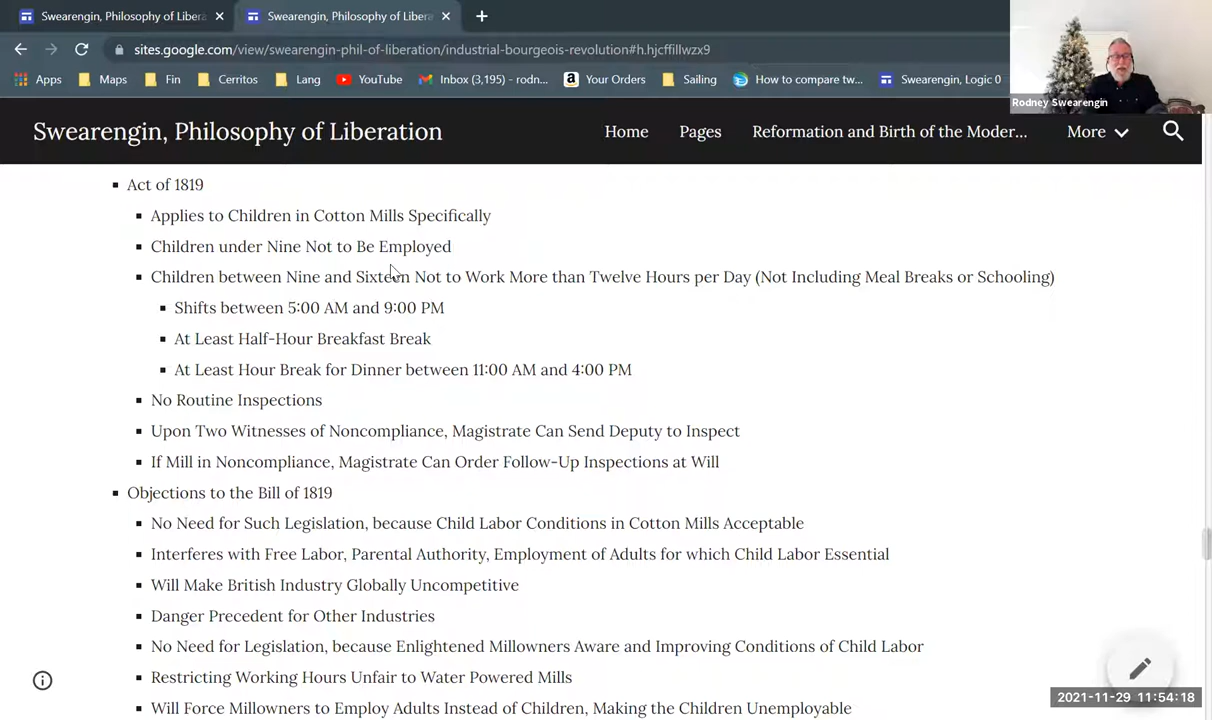 Swearengin, Philosophy of Libera
Swearengin, Philosophy of Libera
sites.google.com/view/swearengin-phil-of-liberation/industrial-bourgeois-revolution#h.hjcffillwzx9
Apps Maps Fin Cerritos Lang YouTube Inbox (3,195) - rodn... Your Orders Sailing How to compare tw... Swearengin, Logic 0
Rodney Swearengin
Swearengin, Philosophy of Liberation
Home Pages Reformation and Birth of the Moder... More
Act of 1819
Applies to Children in Cotton Mills Specifically
Children under Nine Not to Be Employed
Children between Nine and Sixteen Not to Work More than Twelve Hours per Day (Not Including Meal Breaks or Schooling)
Shifts between 5:00 AM and 9:00 PM
At Least Half-Hour Breakfast Break
At Least Hour Break for Dinner between 11:00 AM and 4:00 PM
No Routine Inspections
Upon Two Witnesses of Noncompliance, Magistrate Can Send Deputy to Inspect
If Mill in Noncompliance, Magistrate Can Order Follow-Up Inspections at Will
Objections to the Bill of 1819
No Need for Such Legislation, because Child Labor Conditions in Cotton Mills Acceptable
Interferes with Free Labor, Parental Authority, Employment of Adults for which Child Labor Essential
Will Make British Industry Globally Uncompetitive
Danger Precedent for Other Industries
No Need for Legislation, because Enlightened Millowners Aware and Improving Conditions of Child Labor
Restricting Working Hours Unfair to Water Powered Mills
Will Force Millowners to Employ Adults Instead of Children, Making the Children Unemployable
2021-11-29 11:54:18